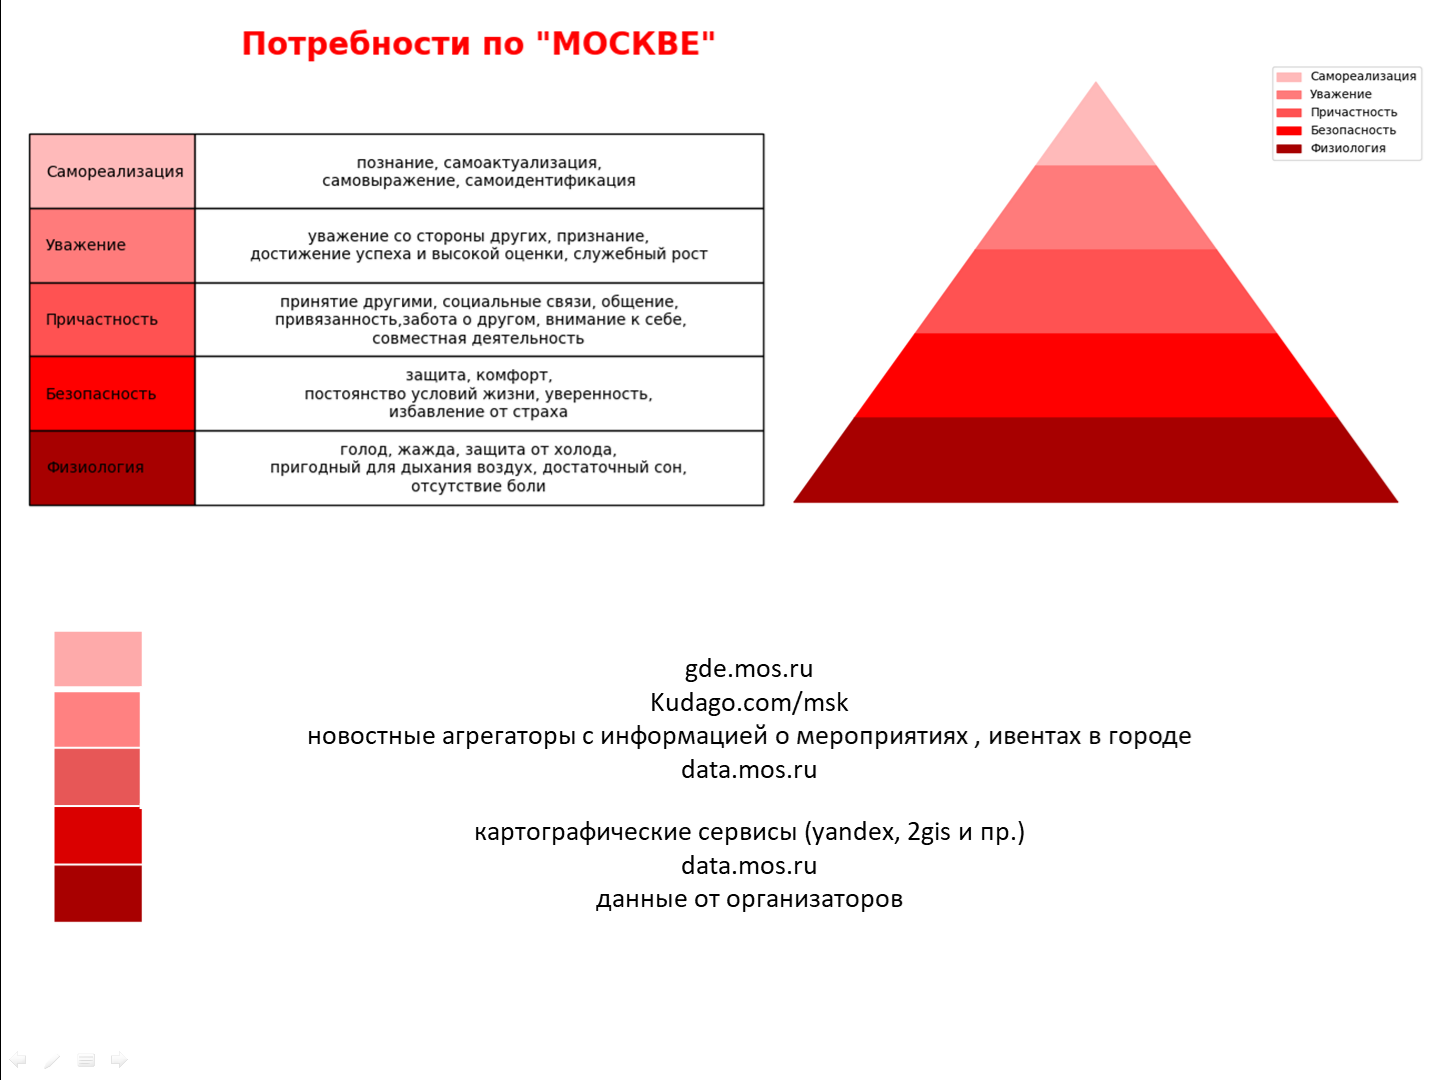 Потребности по "МОСКВЕ"
Самореализация
познание, самоактуализация,
самовыражение, самоидентификация
Уважение
уважение со стороны других, признание,
достижение успеха и высокой оценки, служебный рост
Причастность
принятие другими, социальные связи, общение,
привязанность,забота о другом, внимание к себе,
совместная деятельность
Безопасность
защита, комфорт,
постоянство условий жизни, уверенность,
избавление от страха
Физиология
голод, жажда, защита от холода,
пригодный для дыхания воздух, достаточный сон,
отсутствие боли
Самореализация
Уважение
Причастность
Безопасность
Физиология
gde.mos.ru
Kudago.com/msk
новостные агрегаторы с информацией о мероприятиях , ивентах в городе
data.mos.ru
картографические сервисы (yandex, 2gis и пр.)
data.mos.ru
данные от организаторов